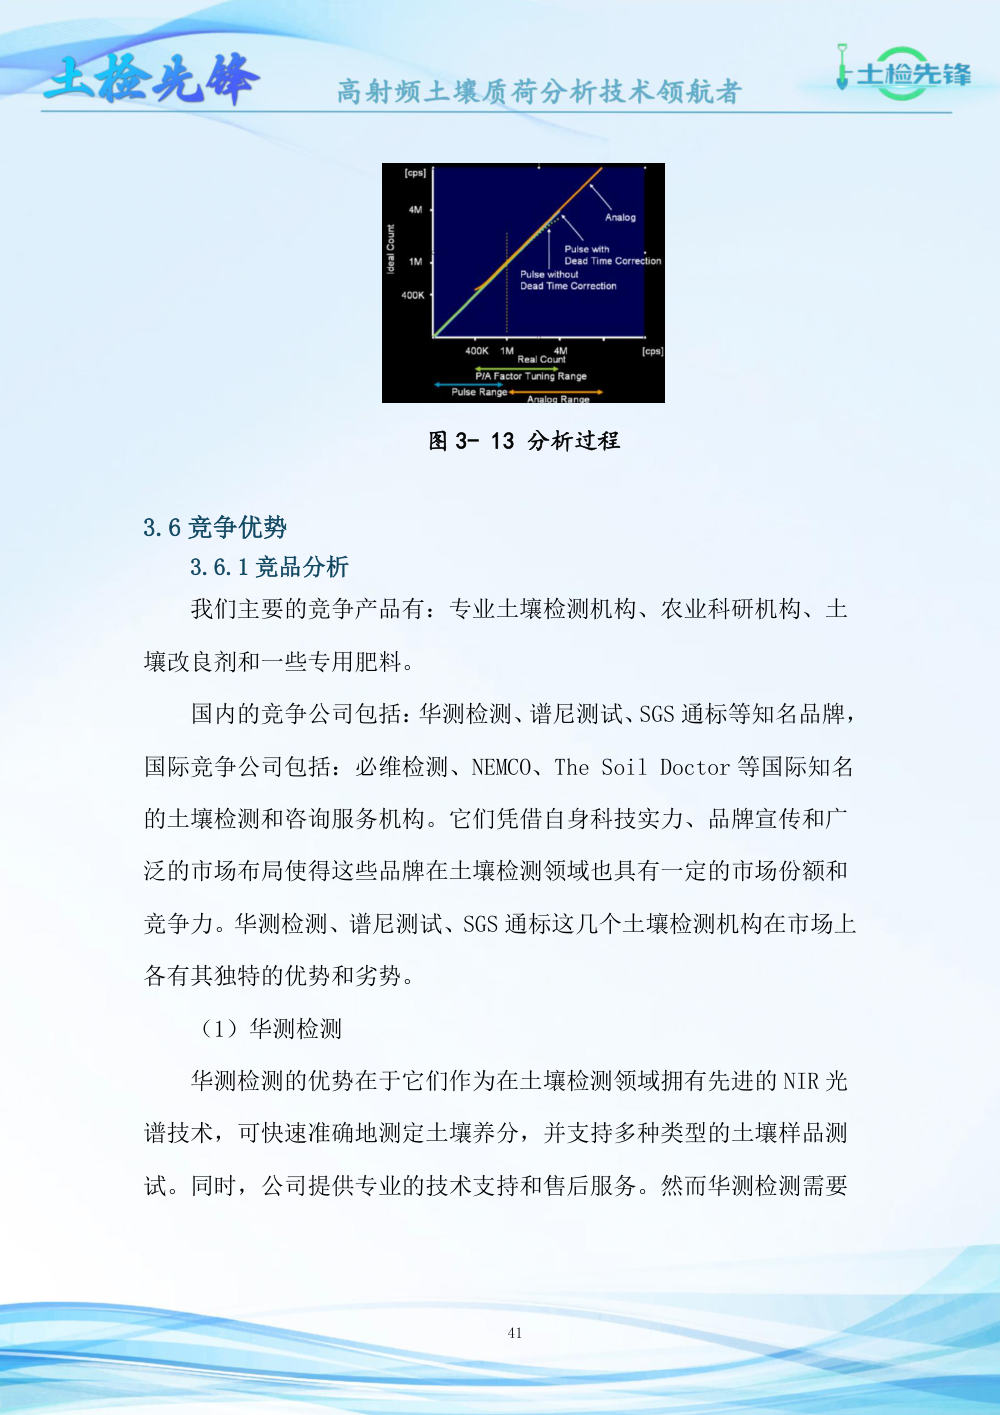 土检先锋
高射频土壤质荷分析技术领航者
土检先锋
[cps]
4M
Analog
Ideal Count
Pulse with
Dead Time Correction
1M
Pulse without
Dead Time Correction
400K
400K 1M 4M [cps]
Real Count
P/A Factor Tuning Range
Pulse Range
Analog Range
图 3- 13 分析过程
3.6 竞争优势
3.6.1 竞品分析
我们主要的竞争产品有：专业土壤检测机构、农业科研机构、土
壤改良剂和一些专用肥料。
国内的竞争公司包括：华测检测、谱尼测试、SGS 通标等知名品牌，
国际竞争公司包括：必维检测、NEMCO、The Soil Doctor 等国际知名
的土壤检测和咨询服务机构。它们凭借自身科技实力、品牌宣传和广
泛的市场布局使得这些品牌在土壤检测领域也具有一定的市场份额和
竞争力。华测检测、谱尼测试、SGS 通标这几个土壤检测机构在市场上
各有其独特的优势和劣势。
（1）华测检测
华测检测的优势在于它们作为在土壤检测领域拥有先进的 NIR 光
谱技术，可快速准确地测定土壤养分，并支持多种类型的土壤样品测
试。同时，公司提供专业的技术支持和售后服务。然而华测检测需要
41